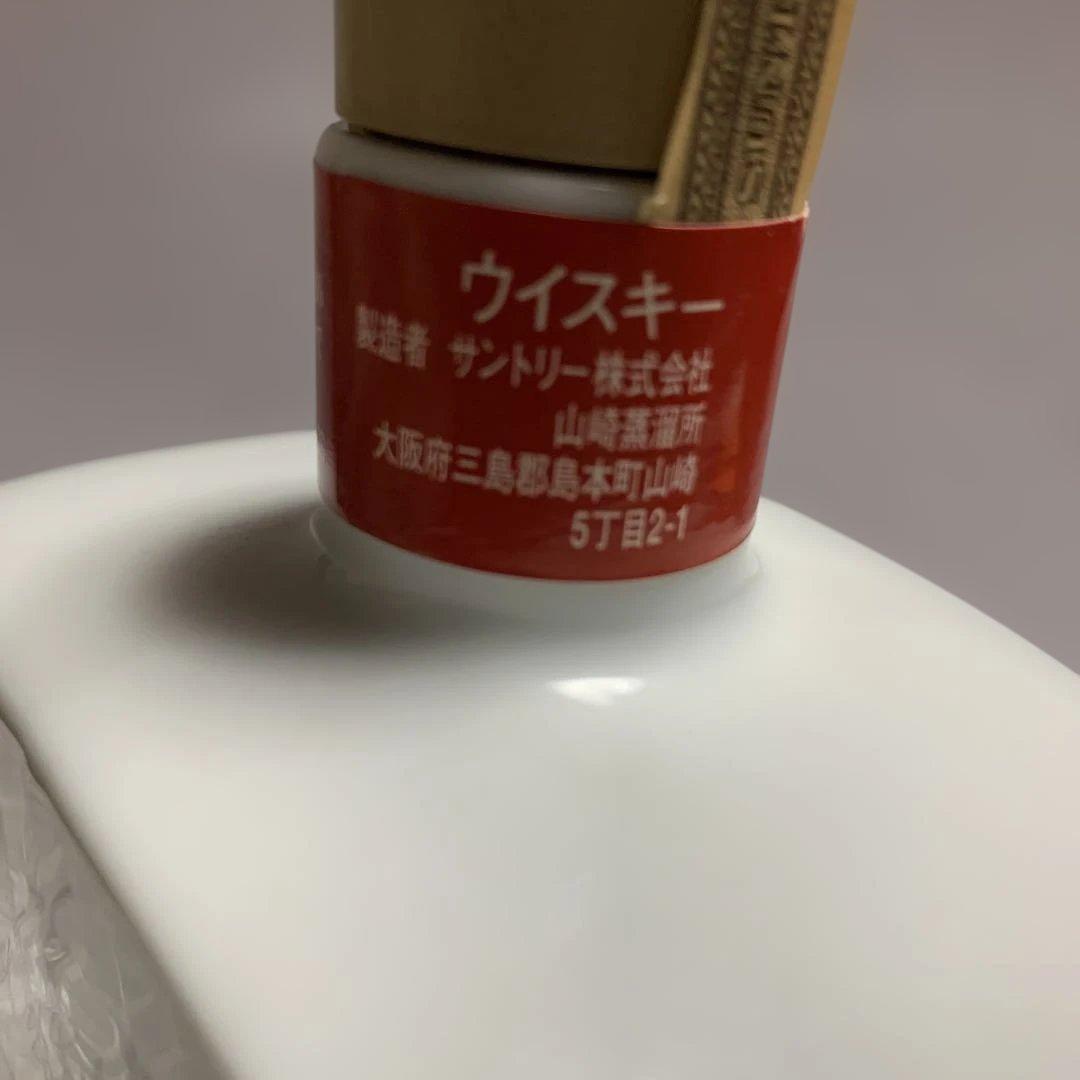 ウイスキー
製造者 サントリー株式会社
山崎蒸溜所
大阪府三島郡島本町山崎
5丁目2-1